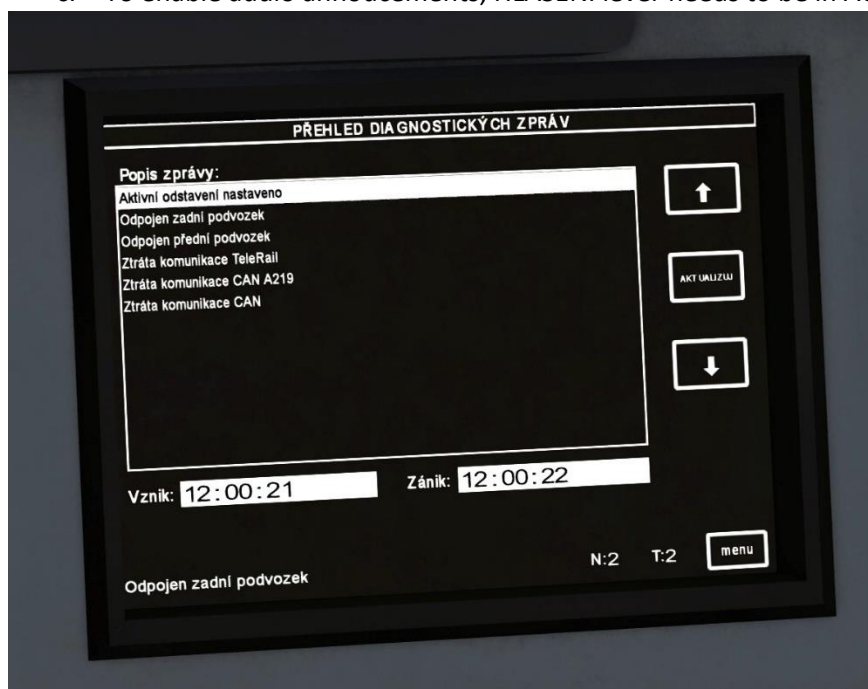 PŘEHLED DIAGNOSTICKÝCH ZPRÁV
Popis zprávy:
Aktivní odstavení nastaveno
Odpojen zadní podvozek
Odpojen přední podvozek
Ztráta komunikace TeleRail
Ztráta komunikace CAN A219
Ztráta komunikace CAN
AKTUALIZUJ
Vznik: 12:00:21 Zánik: 12:00:22
N:2 T:2 menu
Odpojen zadní podvozek